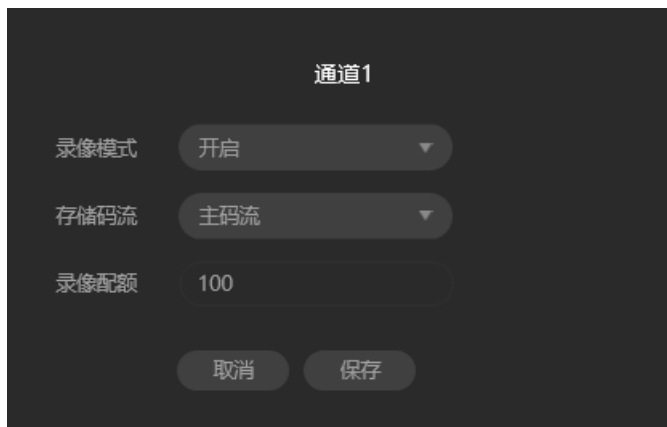 通道1
录像模式 开启
存储码流 主码流
录像配额 100
取消 保存